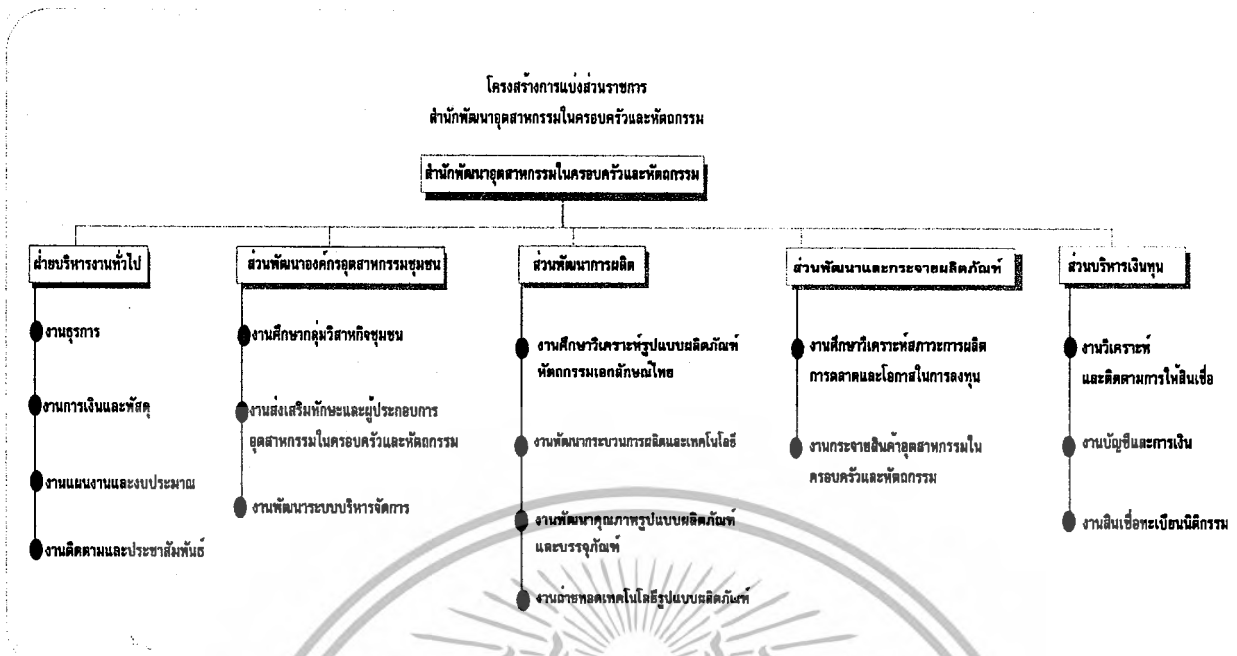 โครงสร้างการแบ่งส่วนราชการ
สำนักพัฒนาอุตสาหกรรมในครอบครัวและหัตถกรรม
สำนักพัฒนาอุตสาหกรรมในครอบครัวและหัตถกรรม
ฝ่ายบริหารงานทั่วไป
งานธุรการ
งานการเงินและพัสดุ
งานแผนงานและงบประมาณ
งานติดตามและประชาสัมพันธ์
ส่วนพัฒนาองค์กรอุตสาหกรรมชุมชน
งานศึกษากลุ่มวิสาหกิจชุมชน
งานส่งเสริมทักษะและผู้ประกอบการ
อุตสาหกรรมในครอบครัวและหัตถกรรม
งานพัฒนาระบบบริหารจัดการ
ส่วนพัฒนาการผลิต
งานศึกษาวิเคราะห์รูปแบบผลิตภัณฑ์
หัตถกรรมเอกลักษณ์ไทย
งานพัฒนากระบวนการผลิตและเทคโนโลยี
งานพัฒนาคุณภาพรูปแบบผลิตภัณฑ์
และบรรจุภัณฑ์
งานถ่ายทอดเทคโนโลยีรูปแบบผลิตภัณฑ์
ส่วนพัฒนาและกระจายผลิตภัณฑ์
งานศึกษาวิเคราะห์สภาวะการผลิต
การตลาดและโอกาสในการลงทุน
งานกระจายสินค้าอุตสาหกรรมใน
ครอบครัวและหัตถกรรม
ส่วนบริหารเงินทุน
งานวิเคราะห์
และติดตามการให้สินเชื่อ
งานบัญชีและการเงิน
งานสินเชื่อทะเบียนนิติกรรม